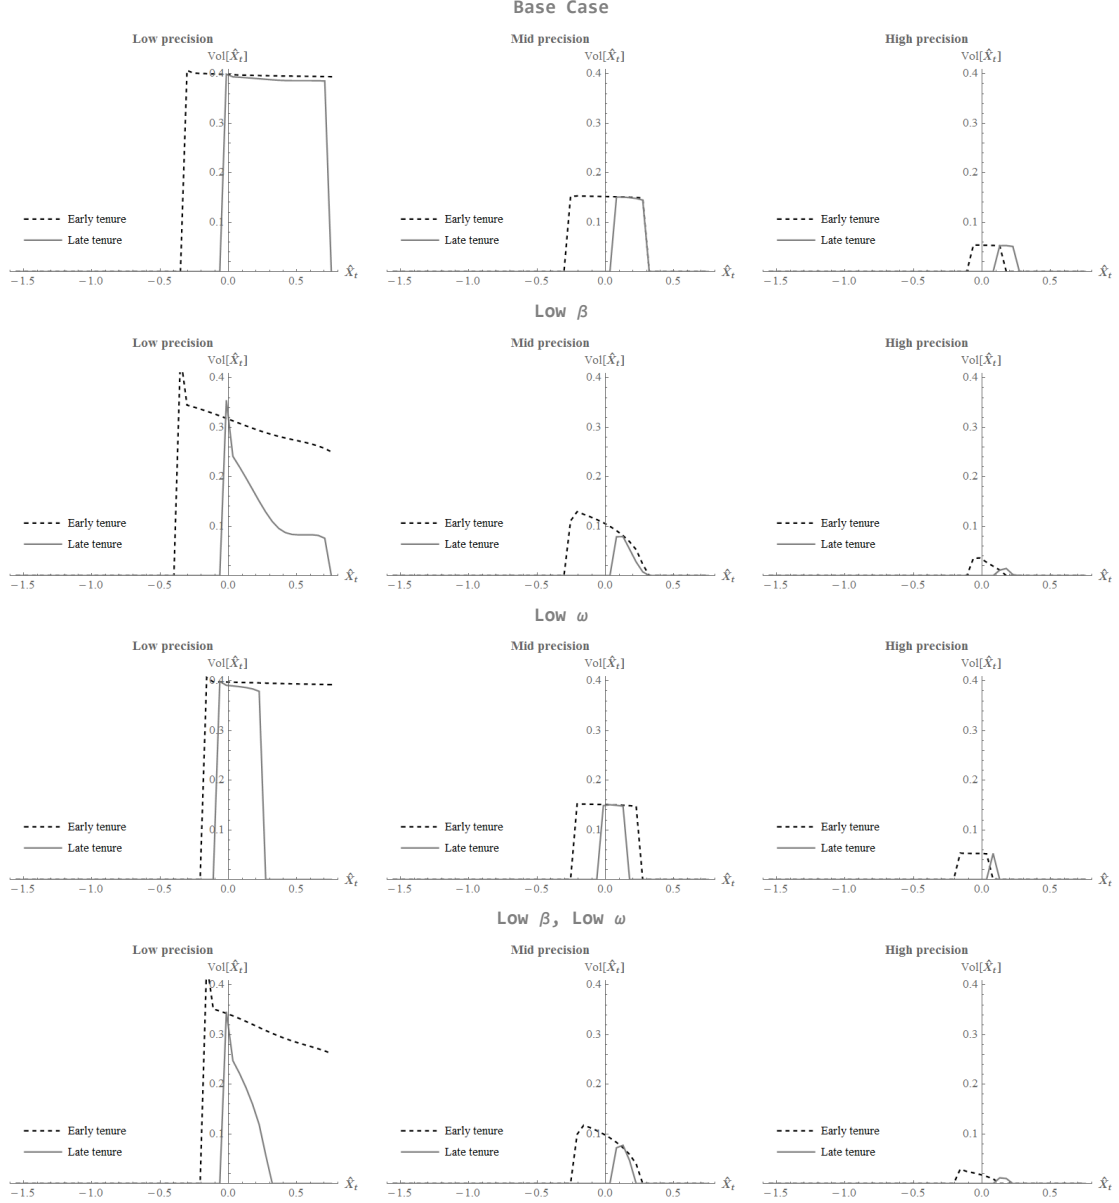 Base Case
Low precision
Mid precision
High precision
Vol[X̂t]
Vol[X̂t]
Vol[X̂t]
0.4
0.3
0.2
0.1
0.4
0.3
0.2
0.1
0.4
0.3
0.2
0.1
Early tenure
Late tenure
Early tenure
Late tenure
Early tenure
Late tenure
−1.5 −1.0 −0.5 0.0 0.5 X̂t
−1.5 −1.0 −0.5 0.0 0.5 X̂t
−1.5 −1.0 −0.5 0.0 0.5 X̂t
Low β
Low precision
Mid precision
High precision
Vol[X̂t]
Vol[X̂t]
Vol[X̂t]
0.4
0.3
0.2
0.1
0.4
0.3
0.2
0.1
0.4
0.3
0.2
0.1
Early tenure
Late tenure
Early tenure
Late tenure
Early tenure
Late tenure
−1.5 −1.0 −0.5 0.0 0.5 X̂t
−1.5 −1.0 −0.5 0.0 0.5 X̂t
−1.5 −1.0 −0.5 0.0 0.5 X̂t
Low ω
Low precision
Mid precision
High precision
Vol[X̂t]
Vol[X̂t]
Vol[X̂t]
0.4
0.3
0.2
0.1
0.4
0.3
0.2
0.1
0.4
0.3
0.2
0.1
Early tenure
Late tenure
Early tenure
Late tenure
Early tenure
Late tenure
−1.5 −1.0 −0.5 0.0 0.5 X̂t
−1.5 −1.0 −0.5 0.0 0.5 X̂t
−1.5 −1.0 −0.5 0.0 0.5 X̂t
Low β, Low ω
Low precision
Mid precision
High precision
Vol[X̂t]
Vol[X̂t]
Vol[X̂t]
0.4
0.3
0.2
0.1
0.4
0.3
0.2
0.1
0.4
0.3
0.2
0.1
Early tenure
Late tenure
Early tenure
Late tenure
Early tenure
Late tenure
−1.5 −1.0 −0.5 0.0 0.5 X̂t
−1.5 −1.0 −0.5 0.0 0.5 X̂t
−1.5 −1.0 −0.5 0.0 0.5 X̂t